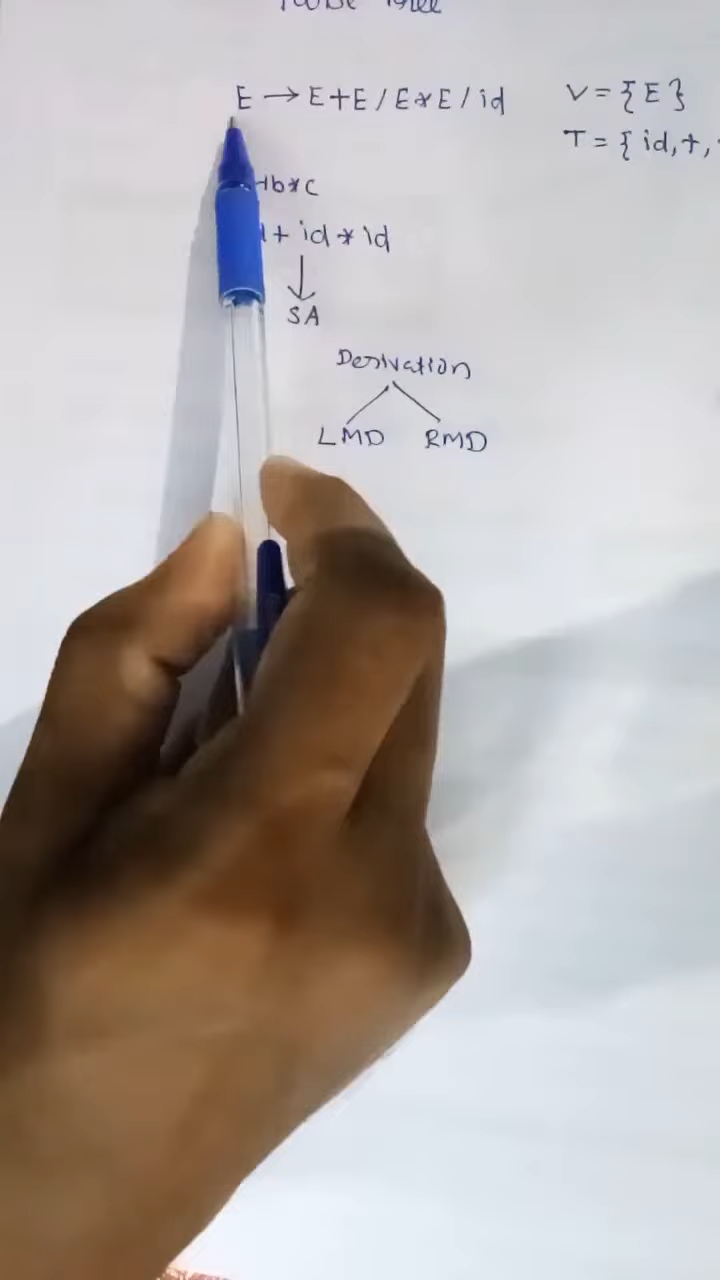 E → E+E / E*E / id V = {E}
T = {id, +,
+b*c
+ id * id
↓
SA
Derivation
LMD RMD